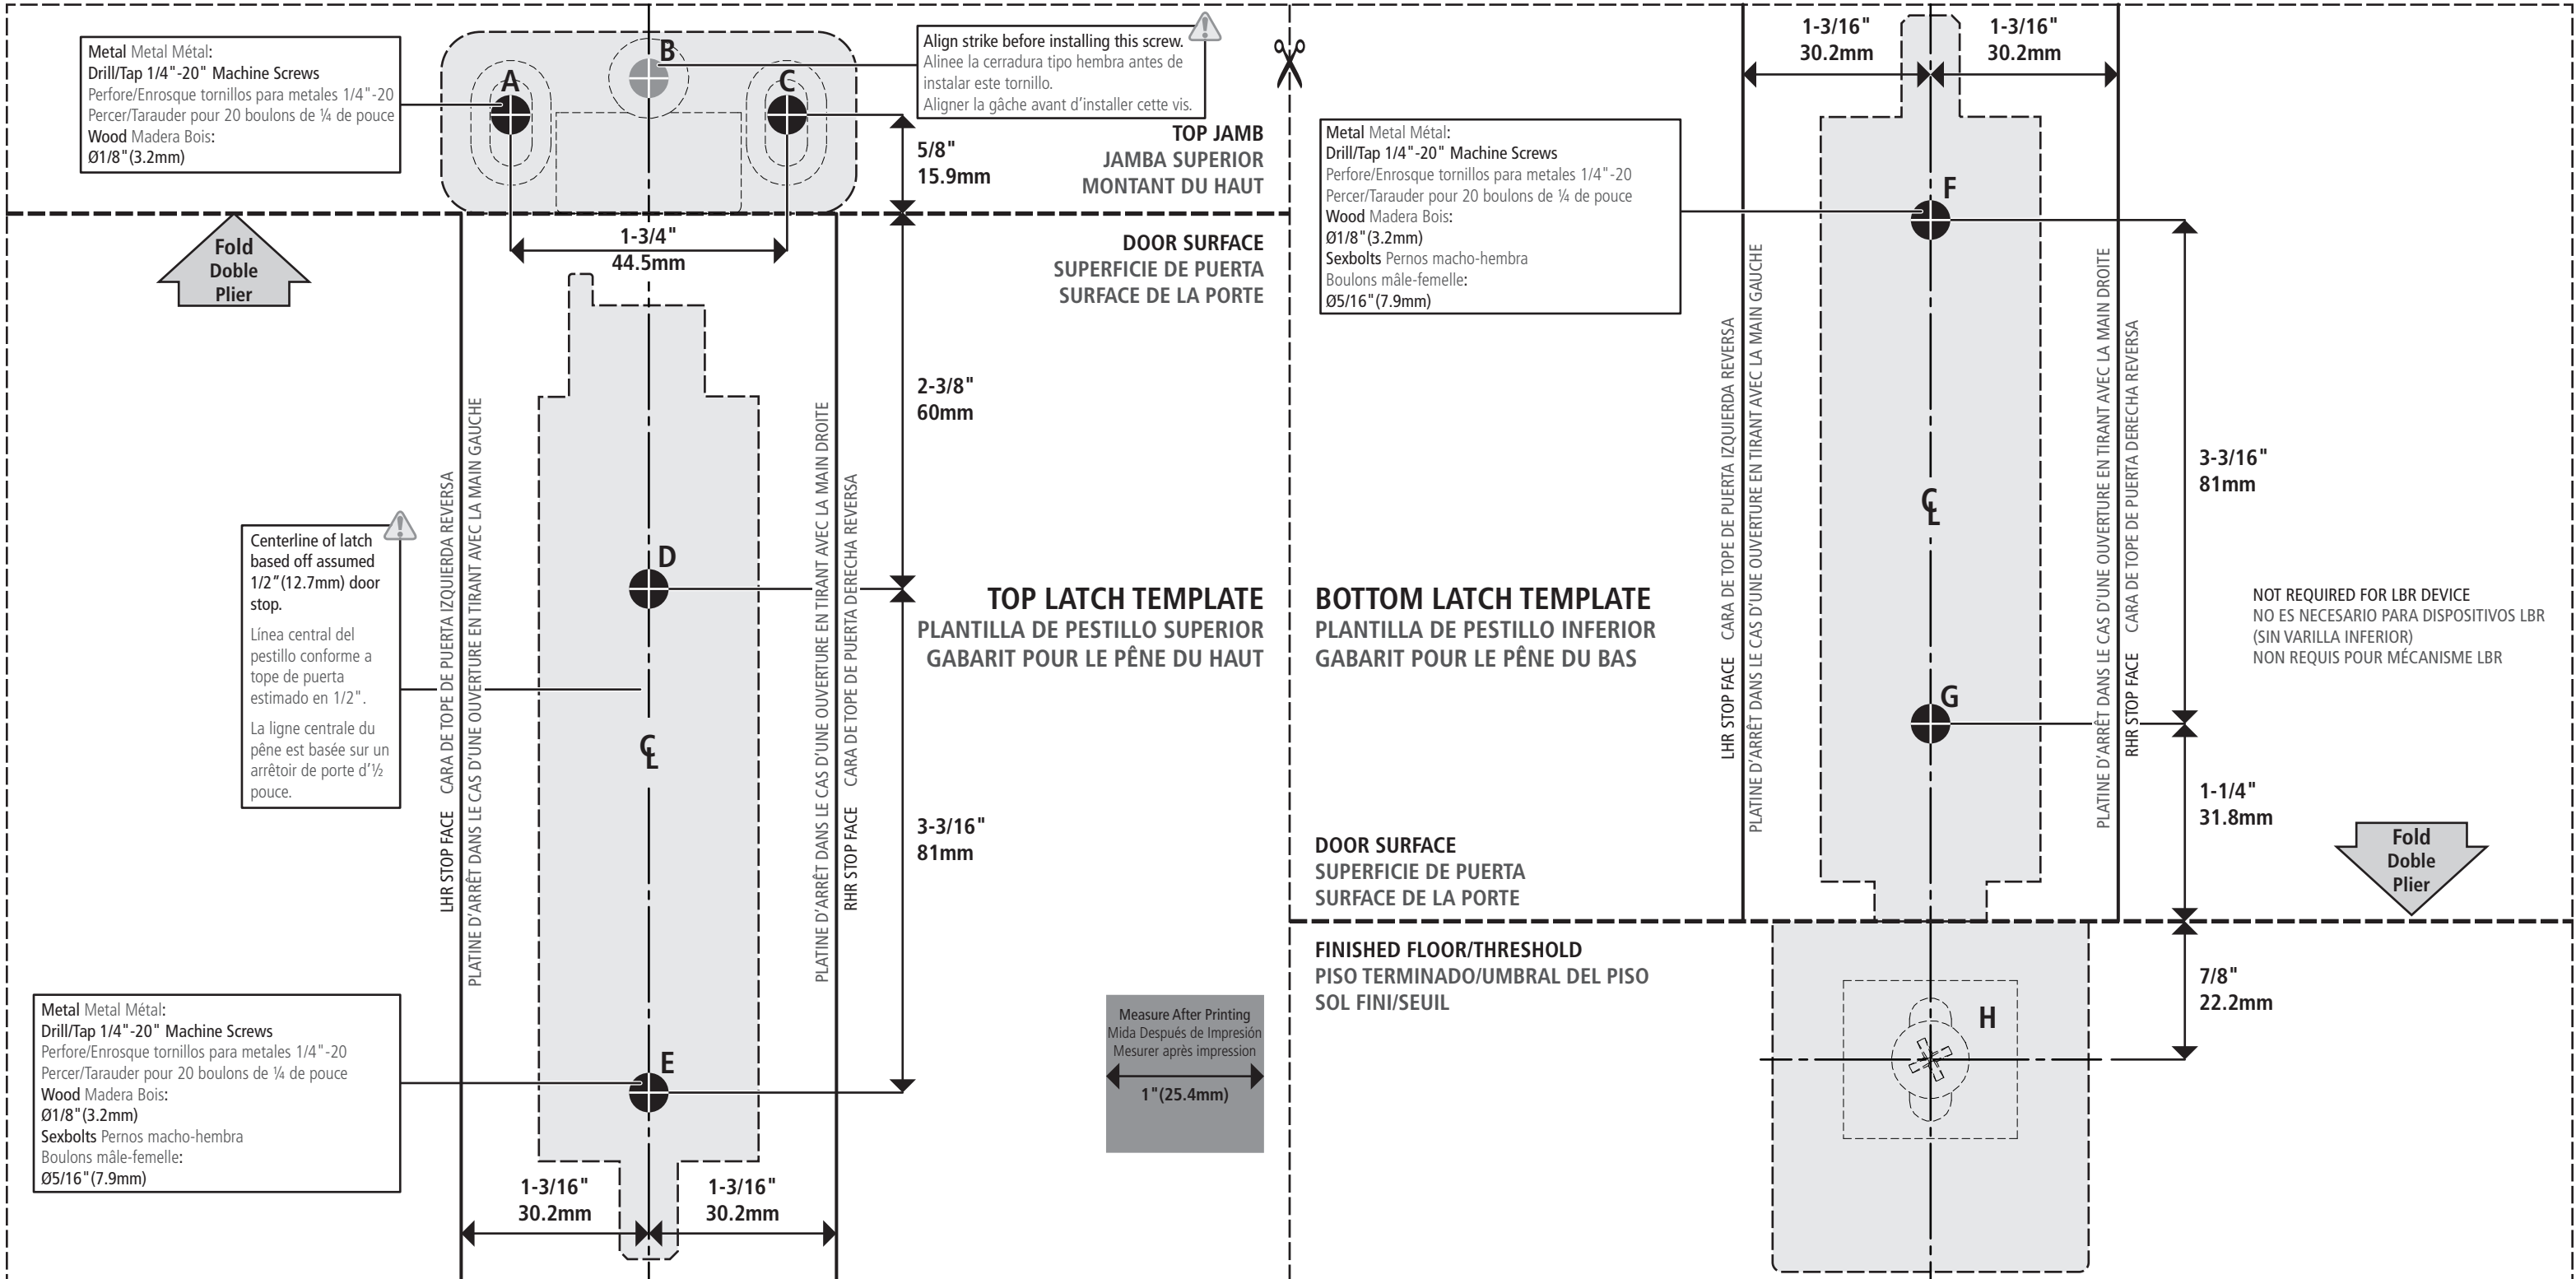 Metal Metal Métal:
Drill/Tap 1/4"-20" Machine Screws
Perfore/Enrosque tornillos para metales 1/4"-20
Percer/Tarauder pour 20 boulons de ¼ de pouce
Wood Madera Bois:
Ø1/8"(3.2mm)
A
B
C
Align strike before installing this screw.
Alinee la cerradura tipo hembra antes de
instalar este tornillo.
Aligner la gâche avant d'installer cette vis.
5/8"
15.9mm
TOP JAMB
JAMBA SUPERIOR
MONTANT DU HAUT
Fold
Doble
Plier
1-3/4"
44.5mm
DOOR SURFACE
SUPERFICIE DE PUERTA
SURFACE DE LA PORTE
2-3/8"
60mm
Centerline of latch
based off assumed
1/2"(12.7mm) door
stop.
Línea central del
pestillo conforme a
tope de puerta
estimado en 1/2".
La ligne centrale du
pêne est basée sur un
arrêtoir de porte d'½
pouce.
LHR STOP FACE CARA DE TOPE DE PUERTA IZQUIERDA REVERSA
PLATINE D'ARRÊT DANS LE CAS D'UNE OUVERTURE EN TIRANT AVEC LA MAIN GAUCHE
D
CL
PLATINE D'ARRÊT DANS LE CAS D'UNE OUVERTURE EN TIRANT AVEC LA MAIN DROITE
RHR STOP FACE CARA DE TOPE DE PUERTA DERECHA REVERSA
TOP LATCH TEMPLATE
PLANTILLA DE PESTILLO SUPERIOR
GABARIT POUR LE PÊNE DU HAUT
3-3/16"
81mm
Metal Metal Métal:
Drill/Tap 1/4"-20" Machine Screws
Perfore/Enrosque tornillos para metales 1/4"-20
Percer/Tarauder pour 20 boulons de ¼ de pouce
Wood Madera Bois:
Ø1/8"(3.2mm)
Sexbolts Pernos macho-hembra
Boulons mâle-femelle:
Ø5/16"(7.9mm)
E
1-3/16"
30.2mm
1-3/16"
30.2mm
Measure After Printing
Mida Después de Impresión
Mesurer après impression
1"(25.4mm)
1-3/16"
30.2mm
1-3/16"
30.2mm
Metal Metal Métal:
Drill/Tap 1/4"-20" Machine Screws
Perfore/Enrosque tornillos para metales 1/4"-20
Percer/Tarauder pour 20 boulons de ¼ de pouce
Wood Madera Bois:
Ø1/8"(3.2mm)
Sexbolts Pernos macho-hembra
Boulons mâle-femelle:
Ø5/16"(7.9mm)
F
LHR STOP FACE CARA DE TOPE DE PUERTA IZQUIERDA REVERSA
PLATINE D'ARRÊT DANS LE CAS D'UNE OUVERTURE EN TIRANT AVEC LA MAIN GAUCHE
CL
PLATINE D'ARRÊT DANS LE CAS D'UNE OUVERTURE EN TIRANT AVEC LA MAIN DROITE
RHR STOP FACE CARA DE TOPE DE PUERTA DERECHA REVERSA
3-3/16"
81mm
BOTTOM LATCH TEMPLATE
PLANTILLA DE PESTILLO INFERIOR
GABARIT POUR LE PÊNE DU BAS
NOT REQUIRED FOR LBR DEVICE
NO ES NECESARIO PARA DISPOSITIVOS LBR
(SIN VARILLA INFERIOR)
NON REQUIS POUR MÉCANISME LBR
G
1-1/4"
31.8mm
DOOR SURFACE
SUPERFICIE DE PUERTA
SURFACE DE LA PORTE
Fold
Doble
Plier
FINISHED FLOOR/THRESHOLD
PISO TERMINADO/UMBRAL DEL PISO
SOL FINI/SEUIL
H
7/8"
22.2mm